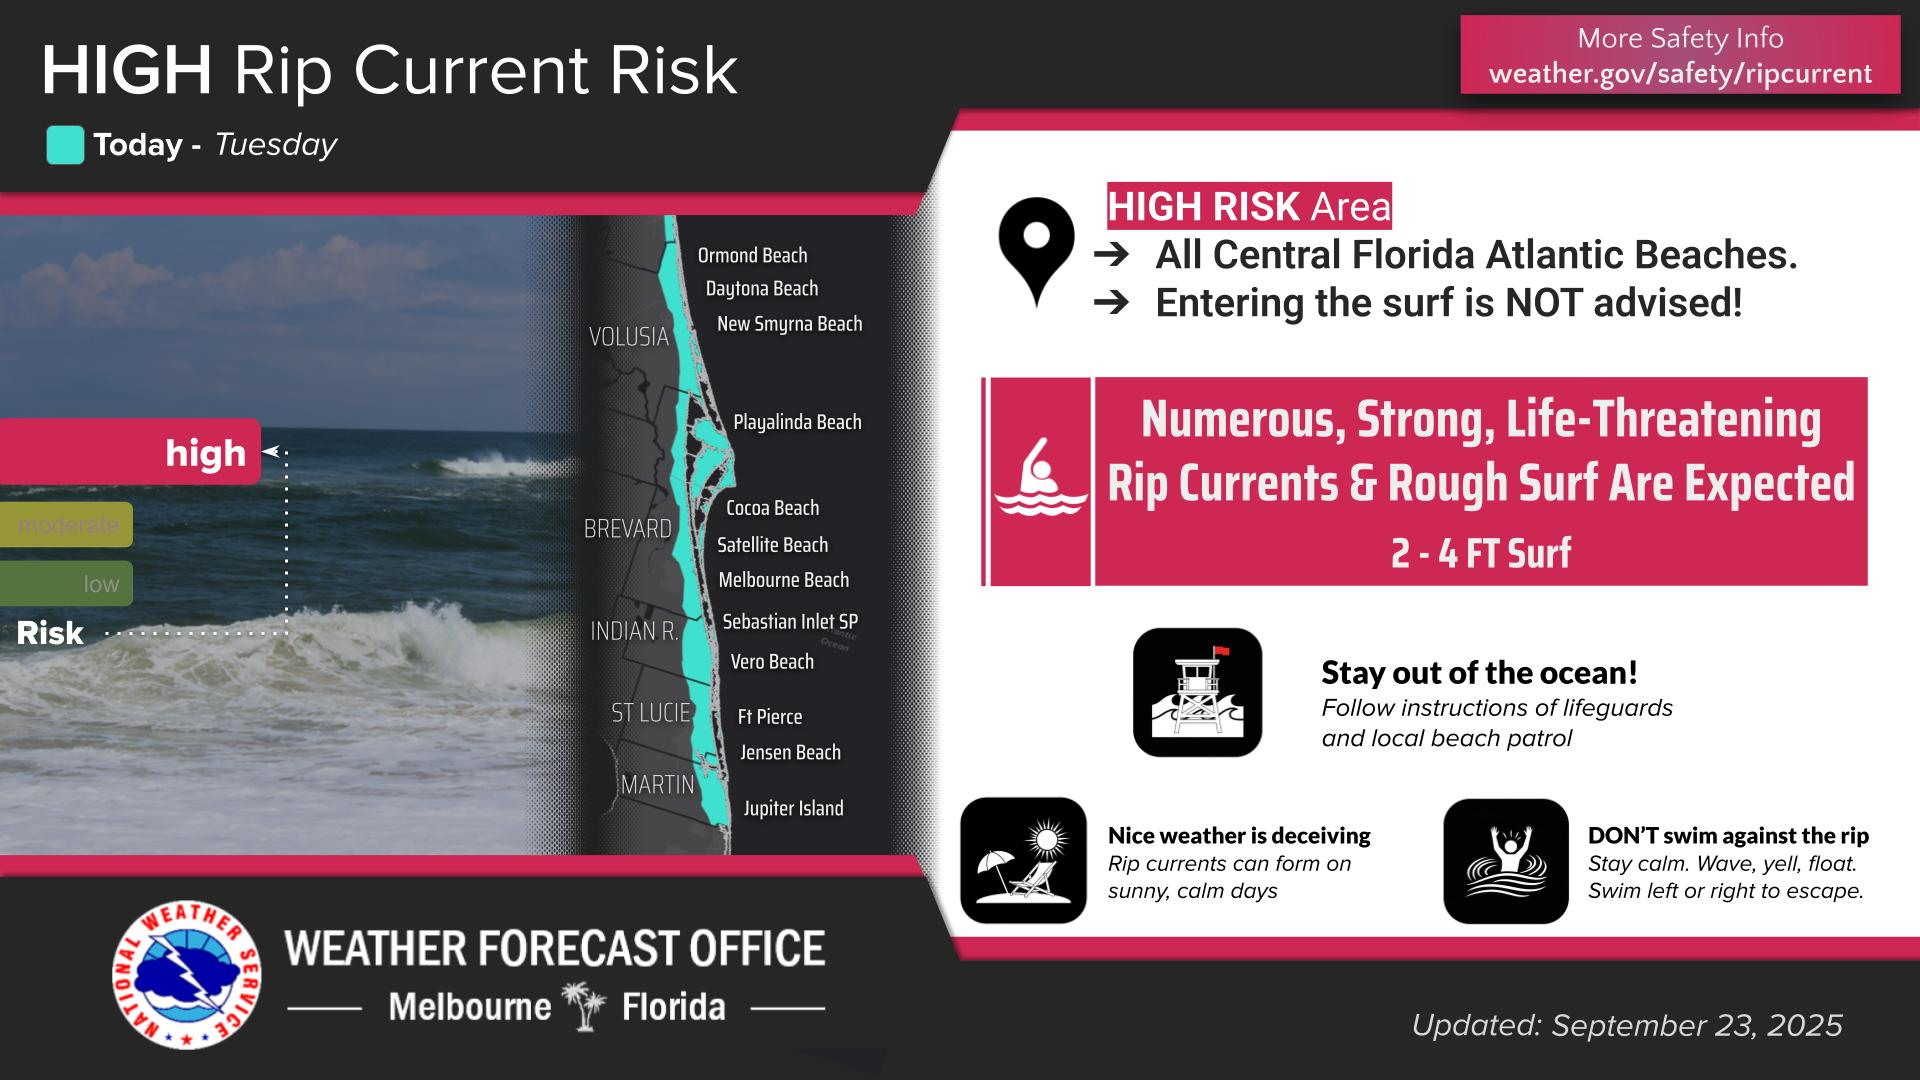 HIGH Rip Current Risk
Today - Tuesday
More Safety Info
weather.gov/safety/ripcurrent
high
moderate
low
Risk
Ormond Beach
Daytona Beach
New Smyrna Beach
VOLUSIA
Playalinda Beach
Cocoa Beach
BREVARD
Satellite Beach
Melbourne Beach
Sebastian Inlet SP
INDIAN R.
Ocean
Vero Beach
ST LUCIE
Ft Pierce
Jensen Beach
MARTIN
Jupiter Island
HIGH RISK Area
➔ All Central Florida Atlantic Beaches.
➔ Entering the surf is NOT advised!
Numerous, Strong, Life-Threatening
Rip Currents & Rough Surf Are Expected
2 - 4 FT Surf
Stay out of the ocean!
Follow instructions of lifeguards
and local beach patrol
Nice weather is deceiving
Rip currents can form on
sunny, calm days
DON'T swim against the rip
Stay calm. Wave, yell, float.
Swim left or right to escape.
NATIONAL WEATHER SERVICE
WEATHER FORECAST OFFICE
Melbourne Florida
Updated: September 23, 2025